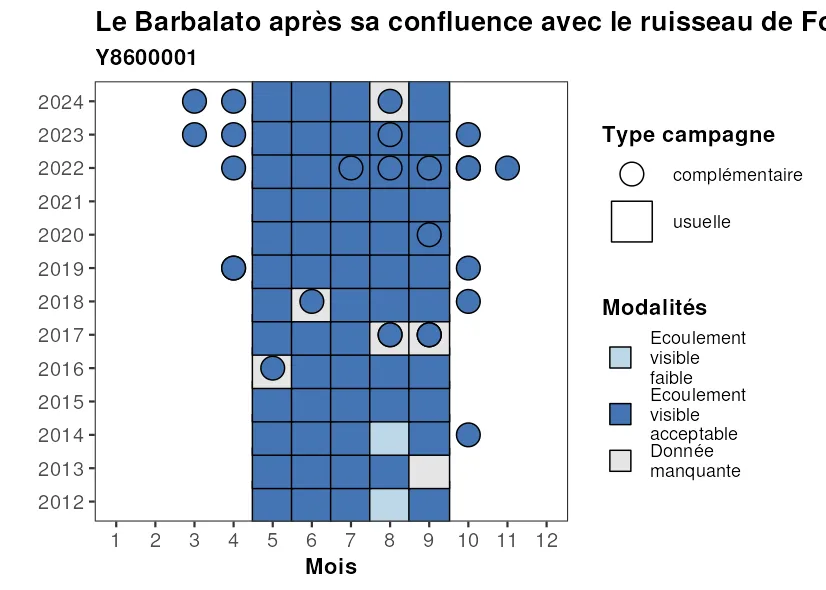 Le Barbalato après sa confluence avec le ruisseau de Fo
Y8600001
2024
2023
2022
2021
2020
2019
2018
2017
2016
2015
2014
2013
2012
1 2 3 4 5 6 7 8 9 10 11 12
Mois
Type campagne
complémentaire
usuelle
Modalités
Ecoulement
visible
faible
Ecoulement
visible
acceptable
Donnée
manquante